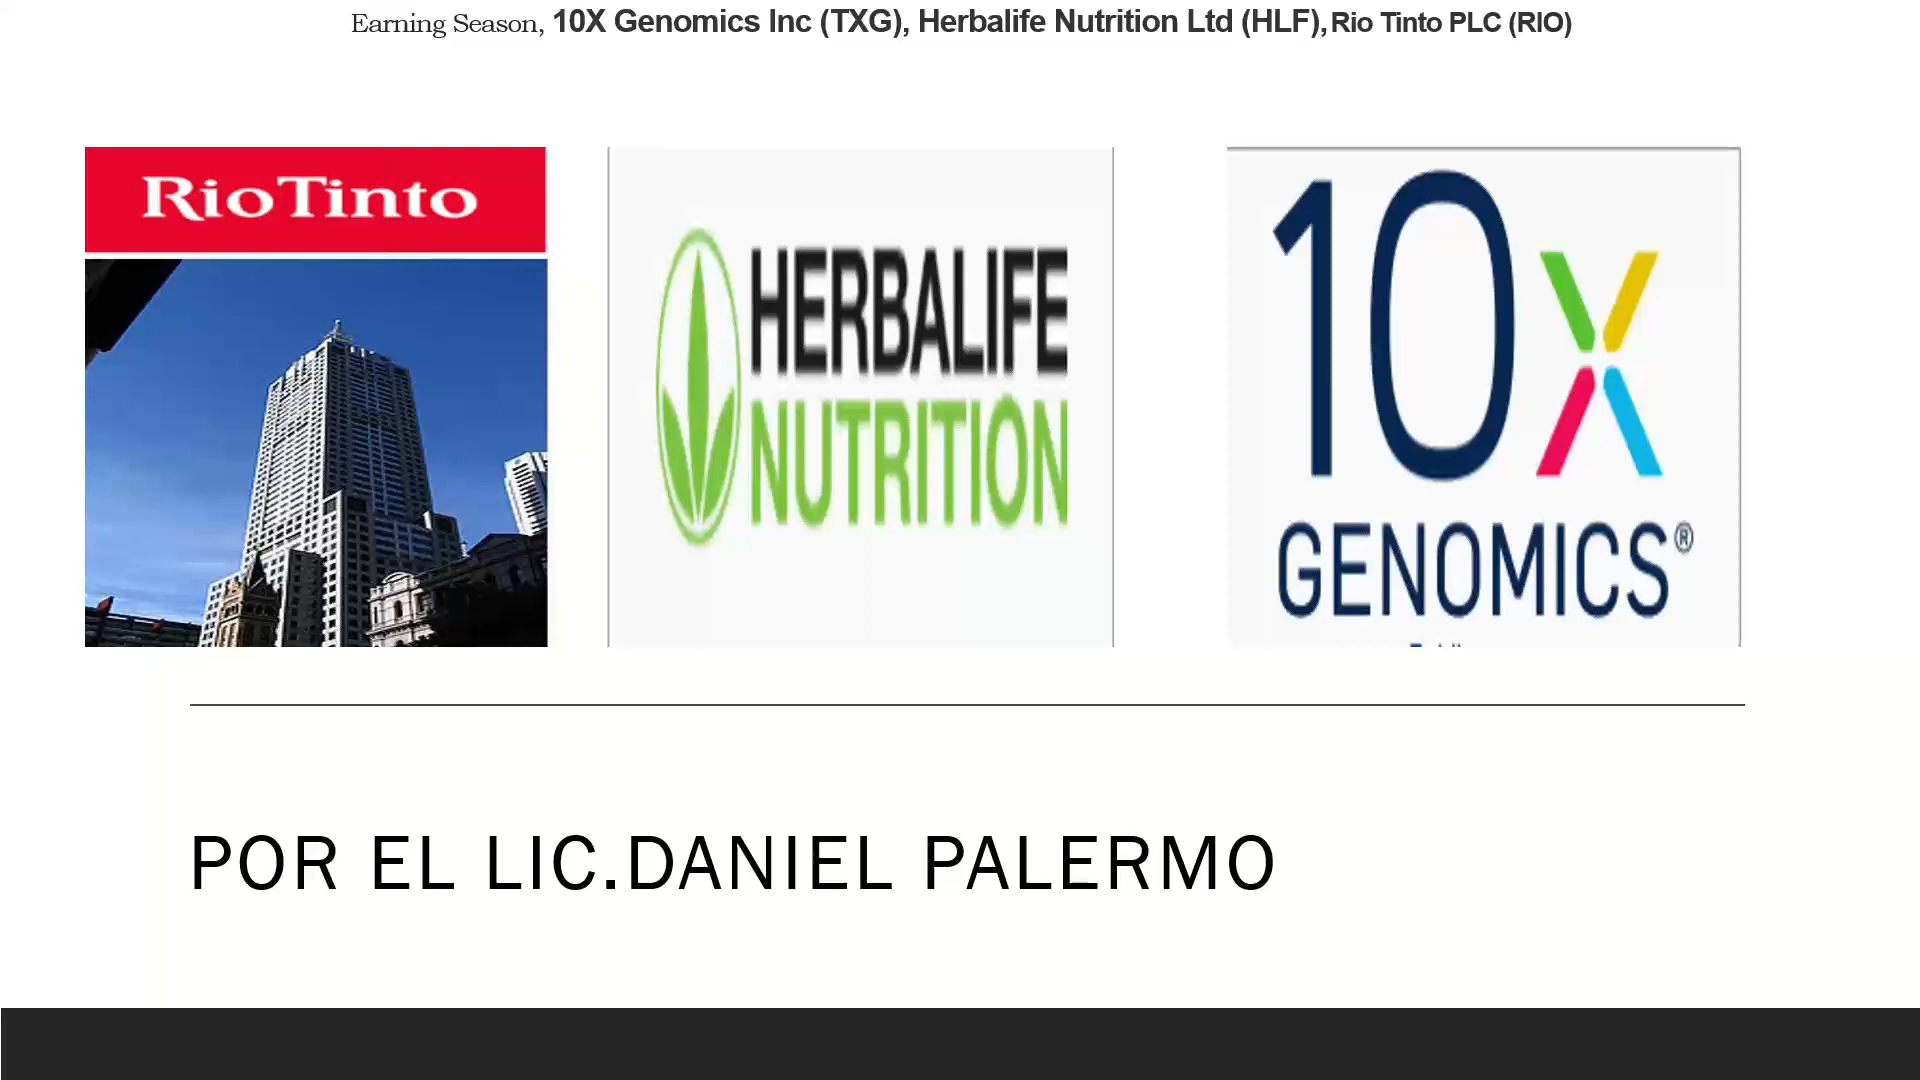 Earning Season, 10X Genomics Inc (TXG), Herbalife Nutrition Ltd (HLF), Rio Tinto PLC (RIO)
RioTinto
HERBALIFE
NUTRITION
10x
GENOMICS®
POR EL LIC.DANIEL PALERMO